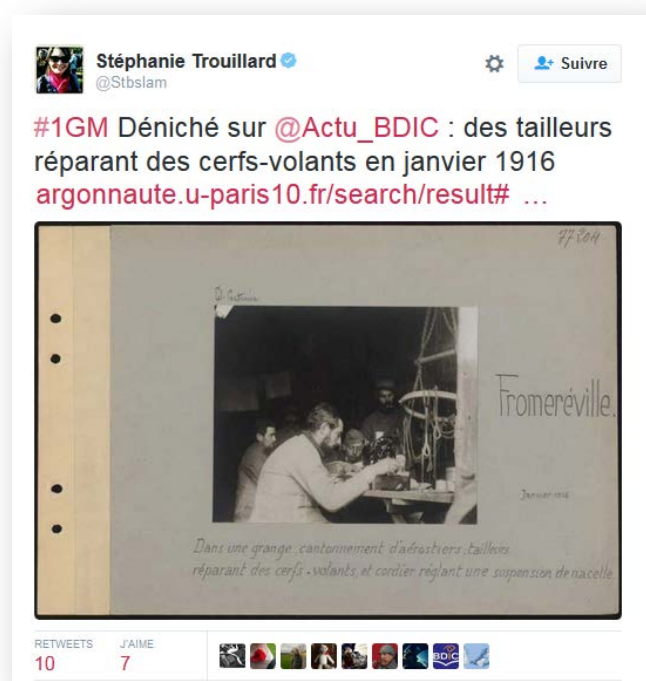 Stéphanie Trouillard
@Stbslam
Suivre
#1GM Déniché sur @Actu_BDIC : des tailleurs
réparant des cerfs-volants en janvier 1916
argonnaute.u-paris10.fr/search/result# ...
77204
Fromeréville.
Janvier 1916
Dans une grange, cantonnement d'aérostiers : tailleurs
réparant des cerfs-volants, et cordier réglant une suspension de nacelle.
RETWEETS J'AIME
10 7
BDIC